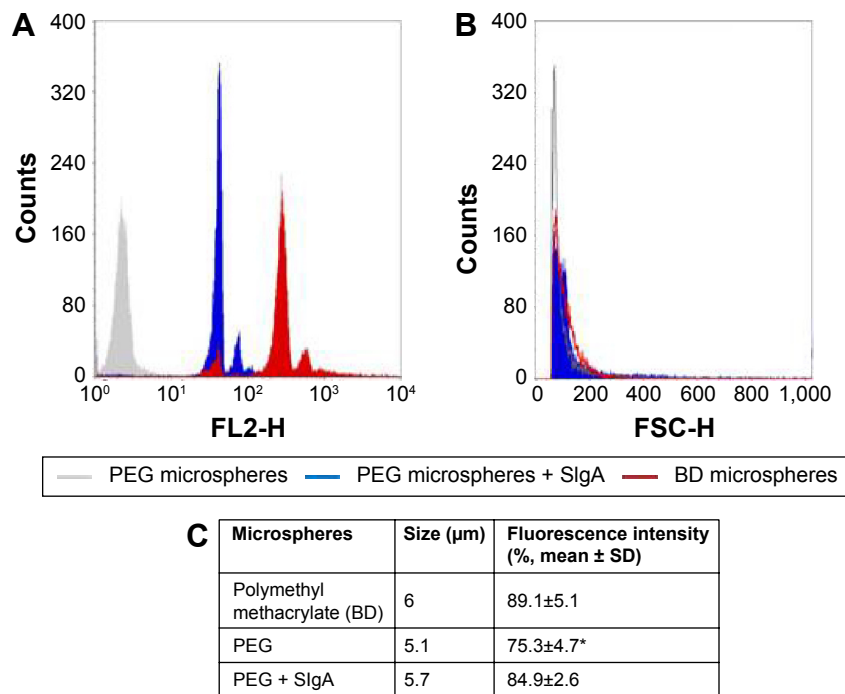 A
B
400
320
240
160
80
0
Counts
10⁰ 10¹ 10² 10³ 10⁴
FL2-H
400
320
240
160
80
0
Counts
0 200 400 600 800 1,000
FSC-H
PEG microspheres PEG microspheres + SIgA BD microspheres
C
Microspheres Size (µm) Fluorescence intensity
(%, mean ± SD)
Polymethyl
methacrylate (BD) 6 89.1±5.1
PEG 5.1 75.3±4.7*
PEG + SIgA 5.7 84.9±2.6